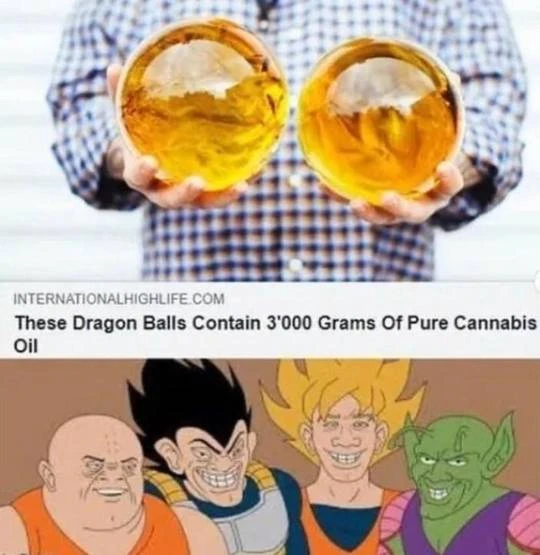 INTERNATIONALHIGHLIFE.COM
These Dragon Balls Contain 3'000 Grams Of Pure Cannabis
Oil